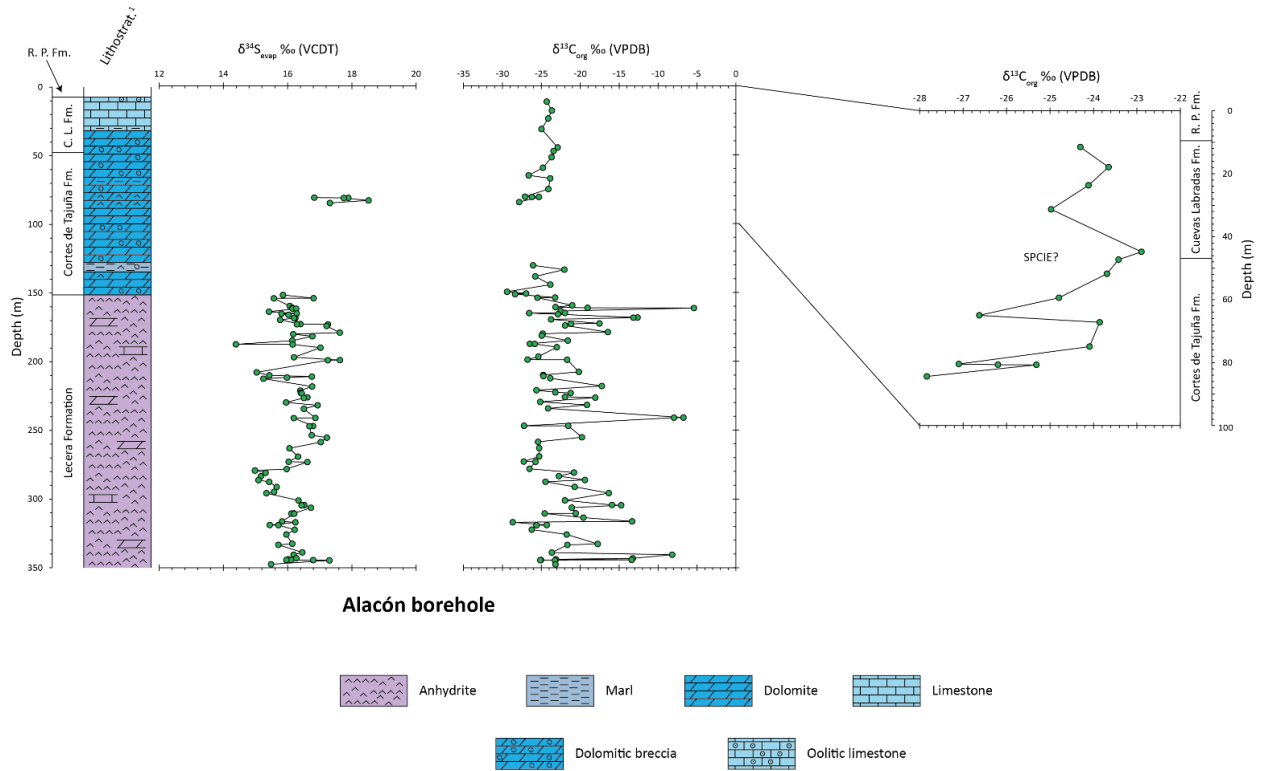 R. P. Fm.
Lithostrat.¹
δ³⁴Sevap ‰ (VCDT)
12 14 16 18 20
δ¹³Corg ‰ (VPDB)
-35 -30 -25 -20 -15 -10 -5 0
δ¹³Corg ‰ (VPDB)
-28 -27 -26 -25 -24 -23 -22
Depth (m)
0
50
100
150
200
250
300
350
C. L. Fm.
Cortes de Tajuña Fm.
Lecera Formation
SPCIE?
R. P. Fm.
Cuevas Labradas Fm.
Cortes de Tajuña Fm.
0
20
40
60
80
100
Depth (m)
Alacón borehole
Anhydrite
Marl
Dolomite
Limestone
Dolomitic breccia
Oolitic limestone